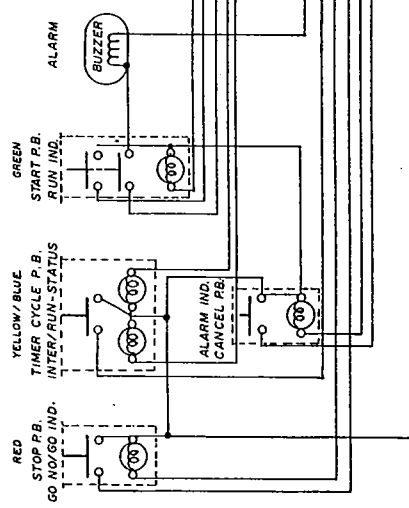 ALARM
BUZZER
GREEN
START P.B.
RUN IND.
YELLOW/BLUE
TIMER CYCLE P.B.
INTER/RUN-STATUS
ALARM IND.
CANCEL P.B.
RED
STOP P.B.
GO NO/GO IND.